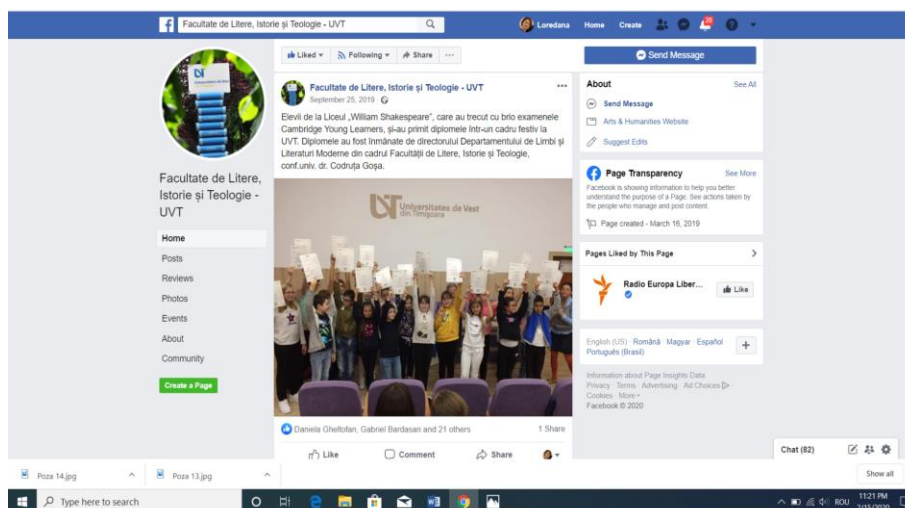 Facultate de Litere, Istorie și Teologie - UVT
Loredana Home Create
Liked Following Share
Send Message
Facultate de Litere, Istorie și Teologie - UVT
September 25, 2019
Elevii de la Liceul „William Shakespeare”, care au trecut cu brio examenele
Cambridge Young Learners, și-au primit diplomele într-un cadru festiv la
UVT. Diplomele au fost înmânate de directorului Departamentului de Limbi și
Literaturi Moderne din cadrul Facultății de Litere, Istorie și Teologie,
conf.univ. dr. Codruța Goșa.
Universitatea de Vest
din Timișoara
Daniela Gheltofan, Gabriel Bardasan and 21 others 1 Share
Like Comment Share
Facultate de Litere,
Istorie și Teologie -
UVT
Home
Posts
Reviews
Photos
Events
About
Community
Create a Page
About See All
Send Message
Arts & Humanities Website
Suggest Edits
Page Transparency See More
Facebook is showing information to help you better
understand the purpose of a Page. See actions taken by
the people who manage and post content.
Page created - March 16, 2019
Pages Liked by This Page
Radio Europa Liber...
Like
English (US) · Română · Magyar · Español ·
Português (Brasil)
Information about Page Insights Data
Privacy · Terms · Advertising · Ad Choices
Cookies · More
Facebook © 2020
Chat (82)
Poza 14.jpg Poza 13.jpg Show all
Type here to search
ROU 11:21 PM
2/15/2020